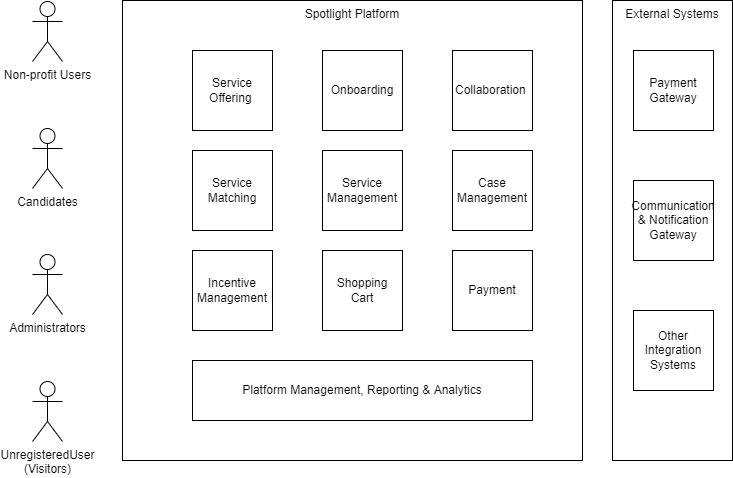 Spotlight Platform
External Systems
Non-profit Users
Service
Offering
Onboarding
Collaboration
Payment
Gateway
Candidates
Service
Matching
Service
Management
Case
Management
Communication
& Notification
Gateway
Administrators
Incentive
Management
Shopping
Cart
Payment
Other
Integration
Systems
Platform Management, Reporting & Analytics
UnregisteredUser
(Visitors)